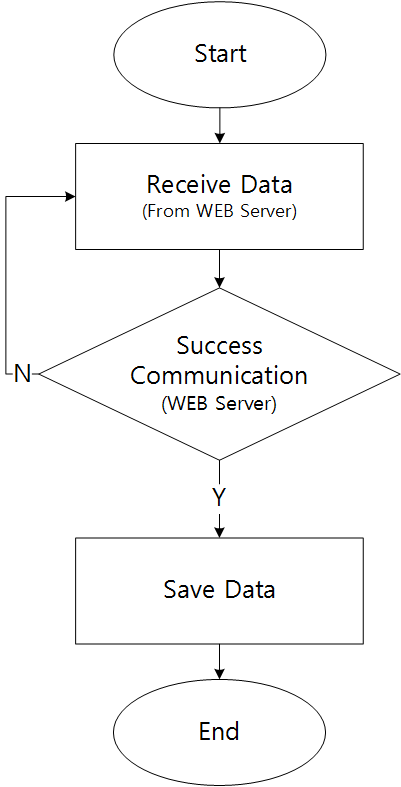 Start
Receive Data
(From WEB Server)
Success
Communication
(WEB Server)
N
Y
Save Data
End